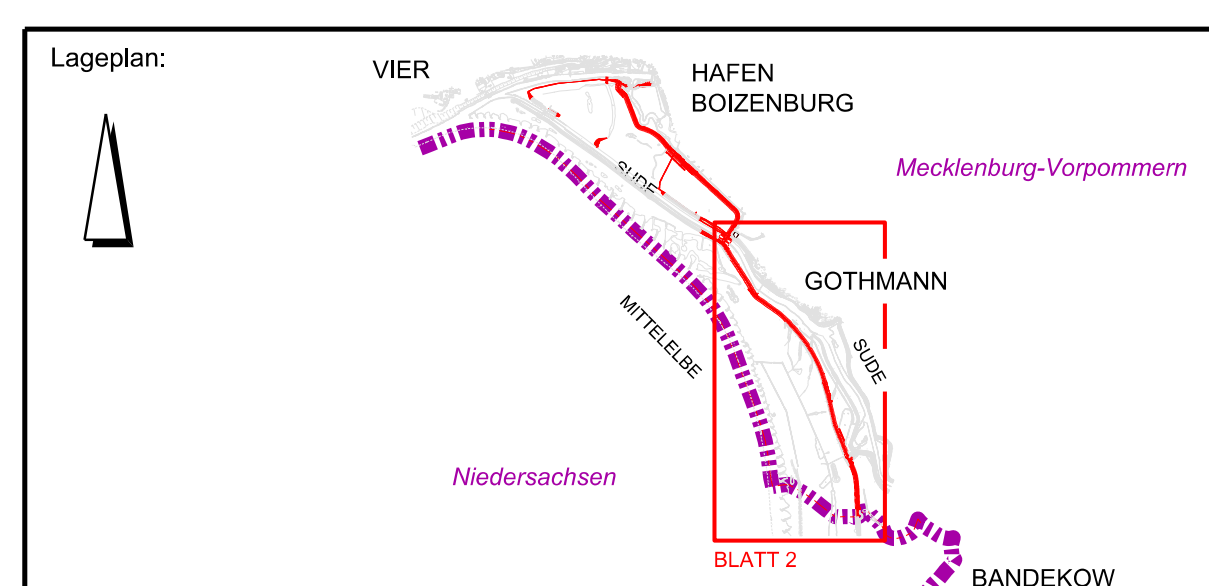 Lageplan:
VIER
HAFEN
BOIZENBURG
Mecklenburg-Vorpommern
SUDE
GOTHMANN
MITTELELBE
SUDE
Niedersachsen
BLATT 2
BANDEKOW